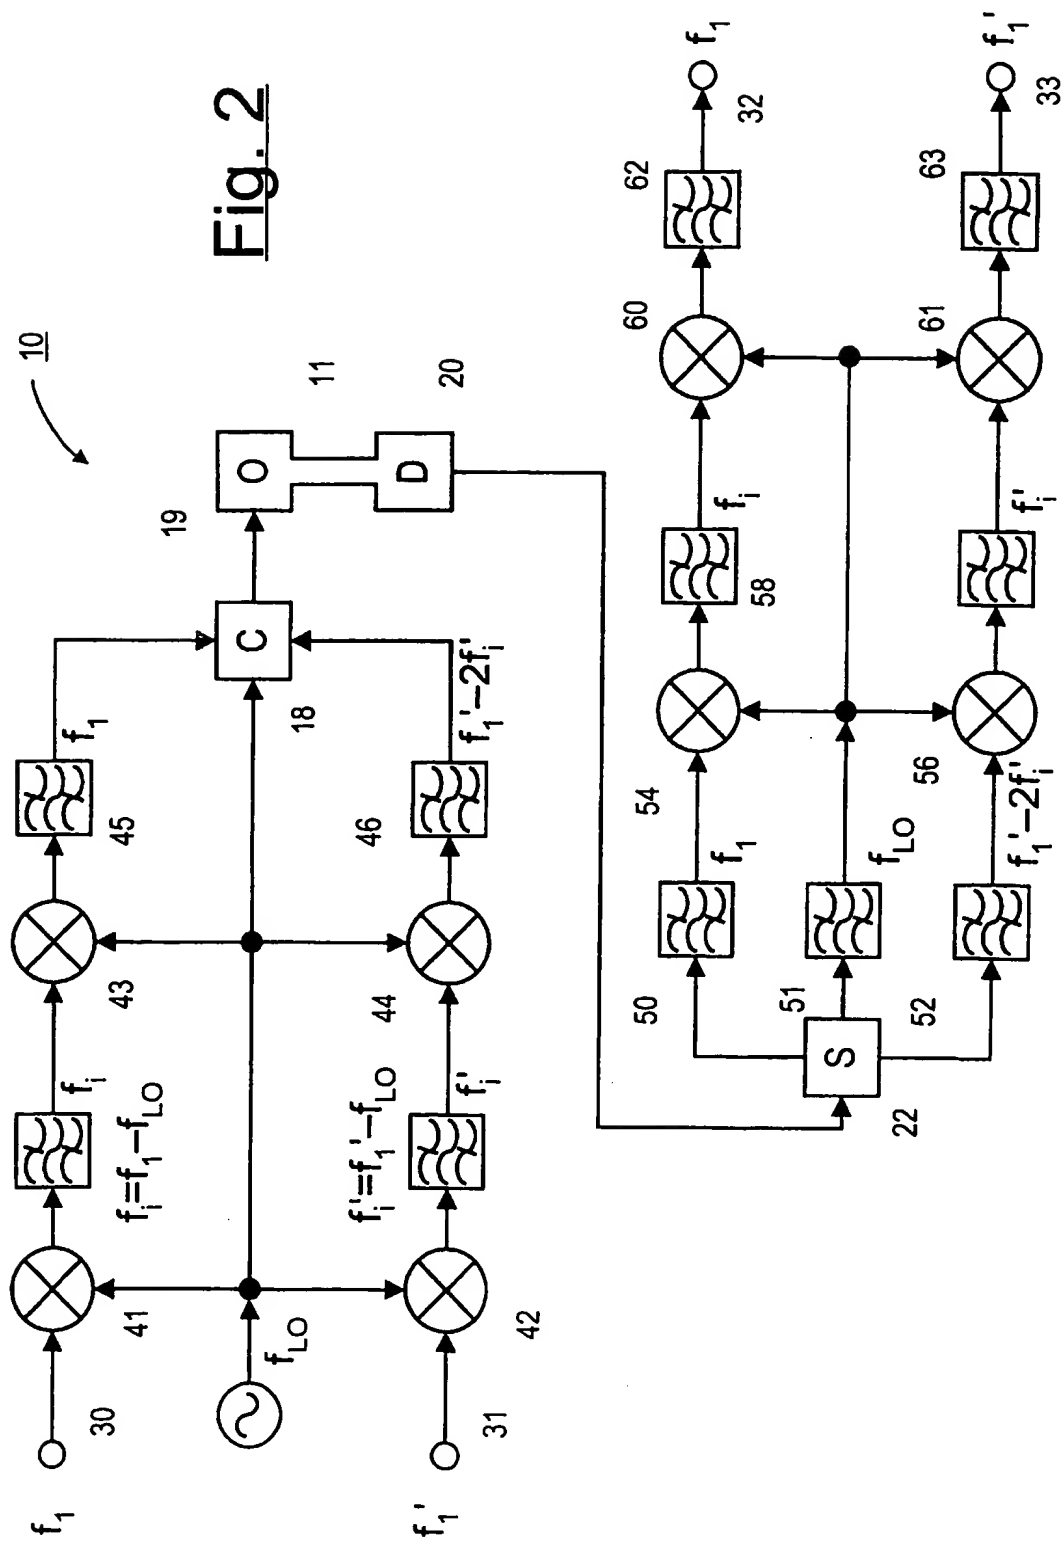 Fig. 2
10
f1
30
41
fi=f1−fLO
fi
43
45
f1
fLO
18
C
19
O
11
D
20
f1'
31
42
fi'=f1'−fLO
fi'
44
46
f1'−2fi'
22
S
50
f1
54
58
fi
60
62
32
f1
51
fLO
52
f1'−2fi'
56
fi'
61
63
33
f1'